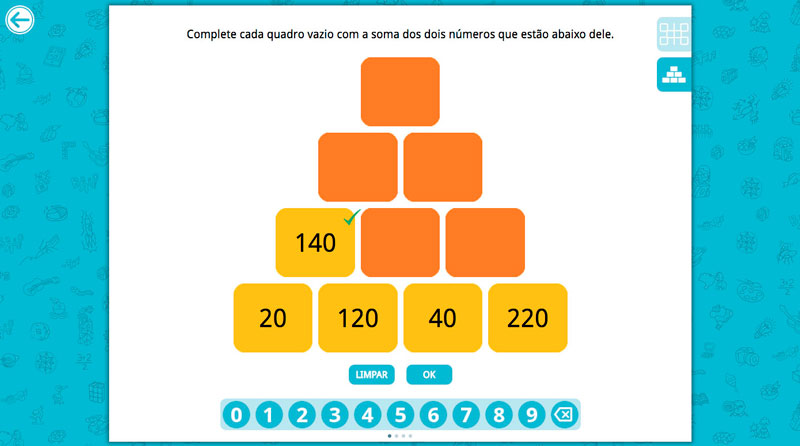 Complete cada quadro vazio com a soma dos dois números que estão abaixo dele.
140
20 120 40 220
LIMPAR OK
0 1 2 3 4 5 6 7 8 9